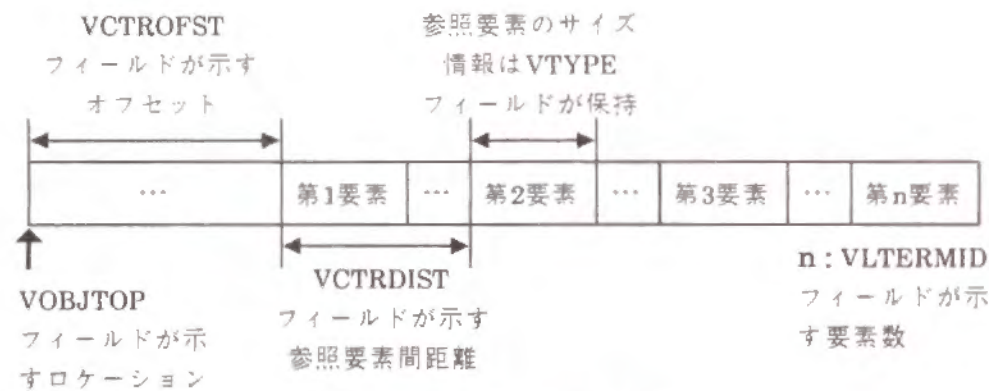 VCTROFST
フィールドが示す
オフセット
参照要素のサイズ
情報はVTYPE
フィールドが保持
… 第1要素 … 第2要素 … 第3要素 … 第n要素
VOBJTOP
フィールドが示
すロケーション
VCTRDIST
フィールドが示す
参照要素間距離
n：VLTERMID
フィールドが示
す要素数